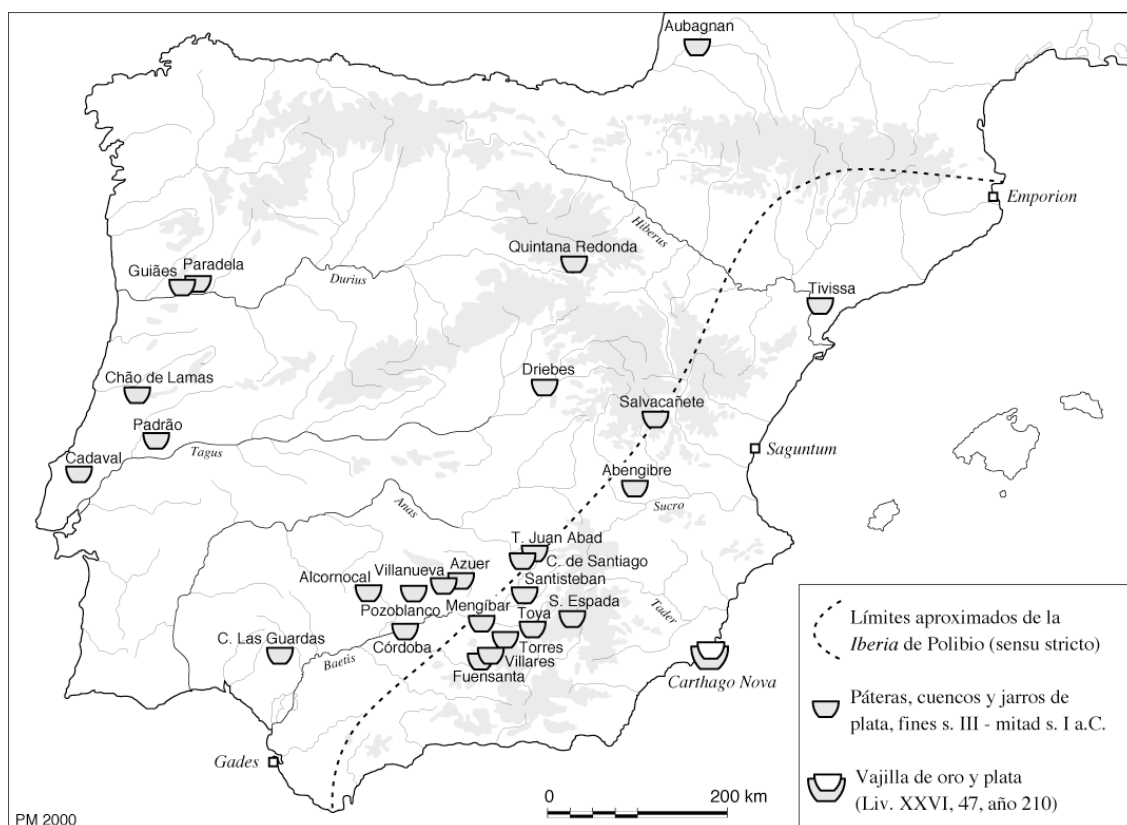 Aubagnan
Emporion
Hiberus
Quintana Redonda
Guiães
Paradela
Durius
Tivissa
Chão de Lamas
Driebes
Salvacañete
Padrão
Cadaval
Tagus
Saguntum
Abengibre
Sucro
Anas
T. Juan Abad
C. de Santiago
Alcornocal
Villanueva
Azuer
Santisteban
Pozoblanco
Mengíbar
S. Espada
Toya
Tader
C. Las Guardas
Córdoba
Torres
Baetis
Villares
Fuensanta
Carthago Nova
Gades
0
200 km
PM 2000
Límites aproximados de la
Iberia de Polibio (sensu stricto)
Páteras, cuencos y jarros de
plata, fines s. III - mitad s. I a.C.
Vajilla de oro y plata
(Liv. XXVI, 47, año 210)